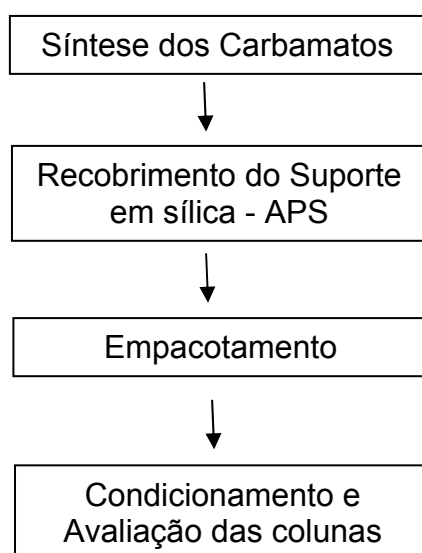 Síntese dos Carbamatos
Recobrimento do Suporte
em sílica - APS
Empacotamento
Condicionamento e
Avaliação das colunas